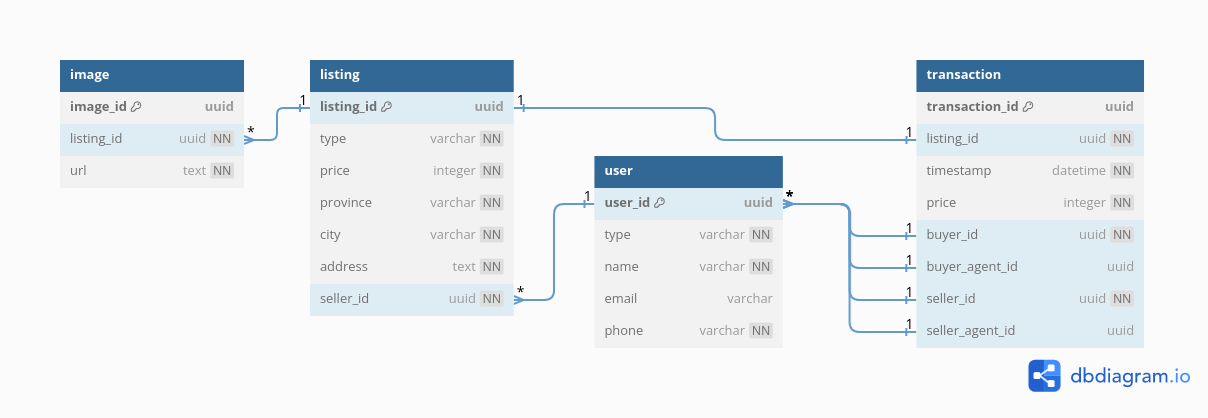 image
image_id uuid
listing_id uuid NN
url text NN
1
*
listing
listing_id uuid
type varchar NN
price integer NN
province varchar NN
city varchar NN
address text NN
seller_id uuid NN
1
*
1
user
user_id uuid
type varchar NN
name varchar NN
email varchar
phone varchar NN
*
1
1
1
1
1
transaction
transaction_id uuid
listing_id uuid NN
timestamp datetime NN
price integer NN
buyer_id uuid NN
buyer_agent_id uuid
seller_id uuid NN
seller_agent_id uuid
dbdiagram.io